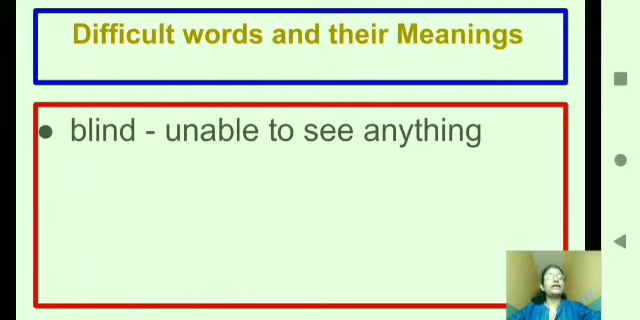 Difficult words and their Meanings
● blind - unable to see anything